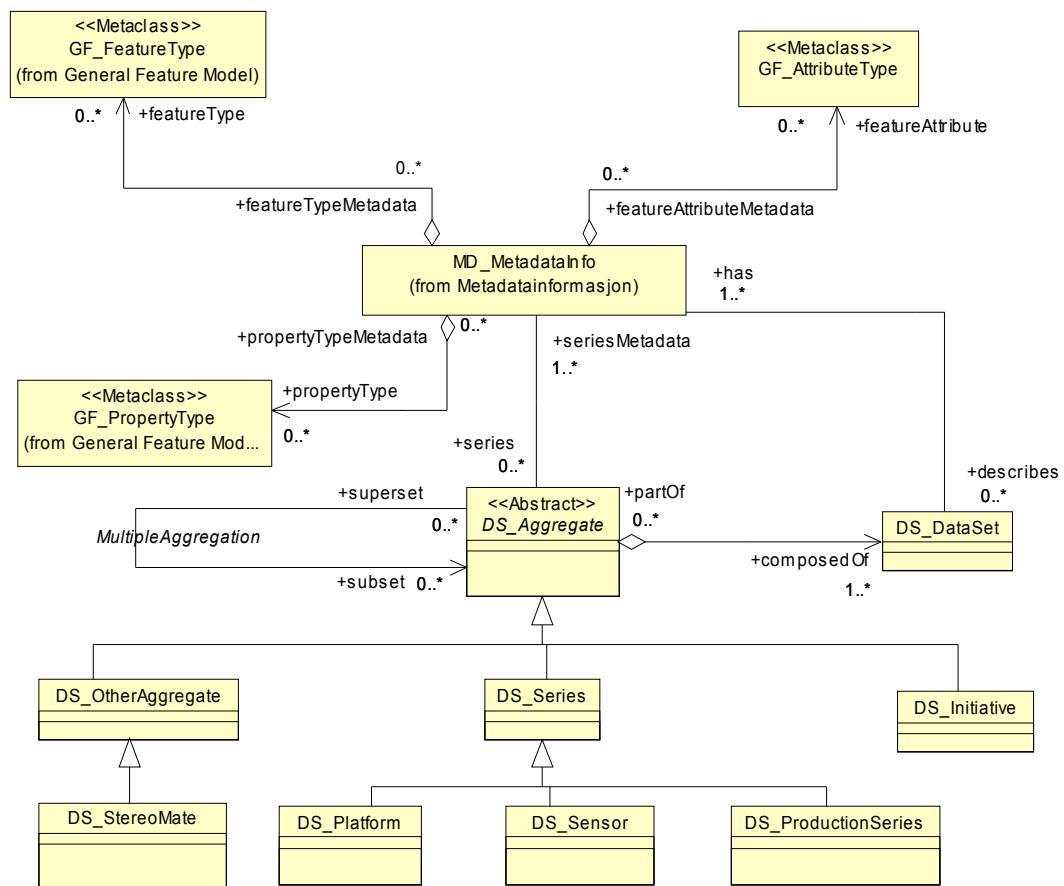 <<Metaclass>>
GF_FeatureType
(from General Feature Model)
<<Metaclass>>
GF_AttributeType
0..*
+featureType
0..*
+featureAttribute
0..*
+featureTypeMetadata
0..*
+featureAttributeMetadata
MD_MetadataInfo
(from Metadatainformasjon)
+has
1..*
0..*
+propertyTypeMetadata
+seriesMetadata
1..*
<<Metaclass>>
GF_PropertyType
(from General Feature Mod...
+propertyType
0..*
+series
0..*
+describes
0..*
+superset
0..*
MultipleAggregation
+subset
0..*
<<Abstract>>
DS_Aggregate
+partOf
0..*
+composedOf
1..*
DS_DataSet
DS_OtherAggregate
DS_Series
DS_Initiative
DS_StereoMate
DS_Platform
DS_Sensor
DS_ProductionSeries